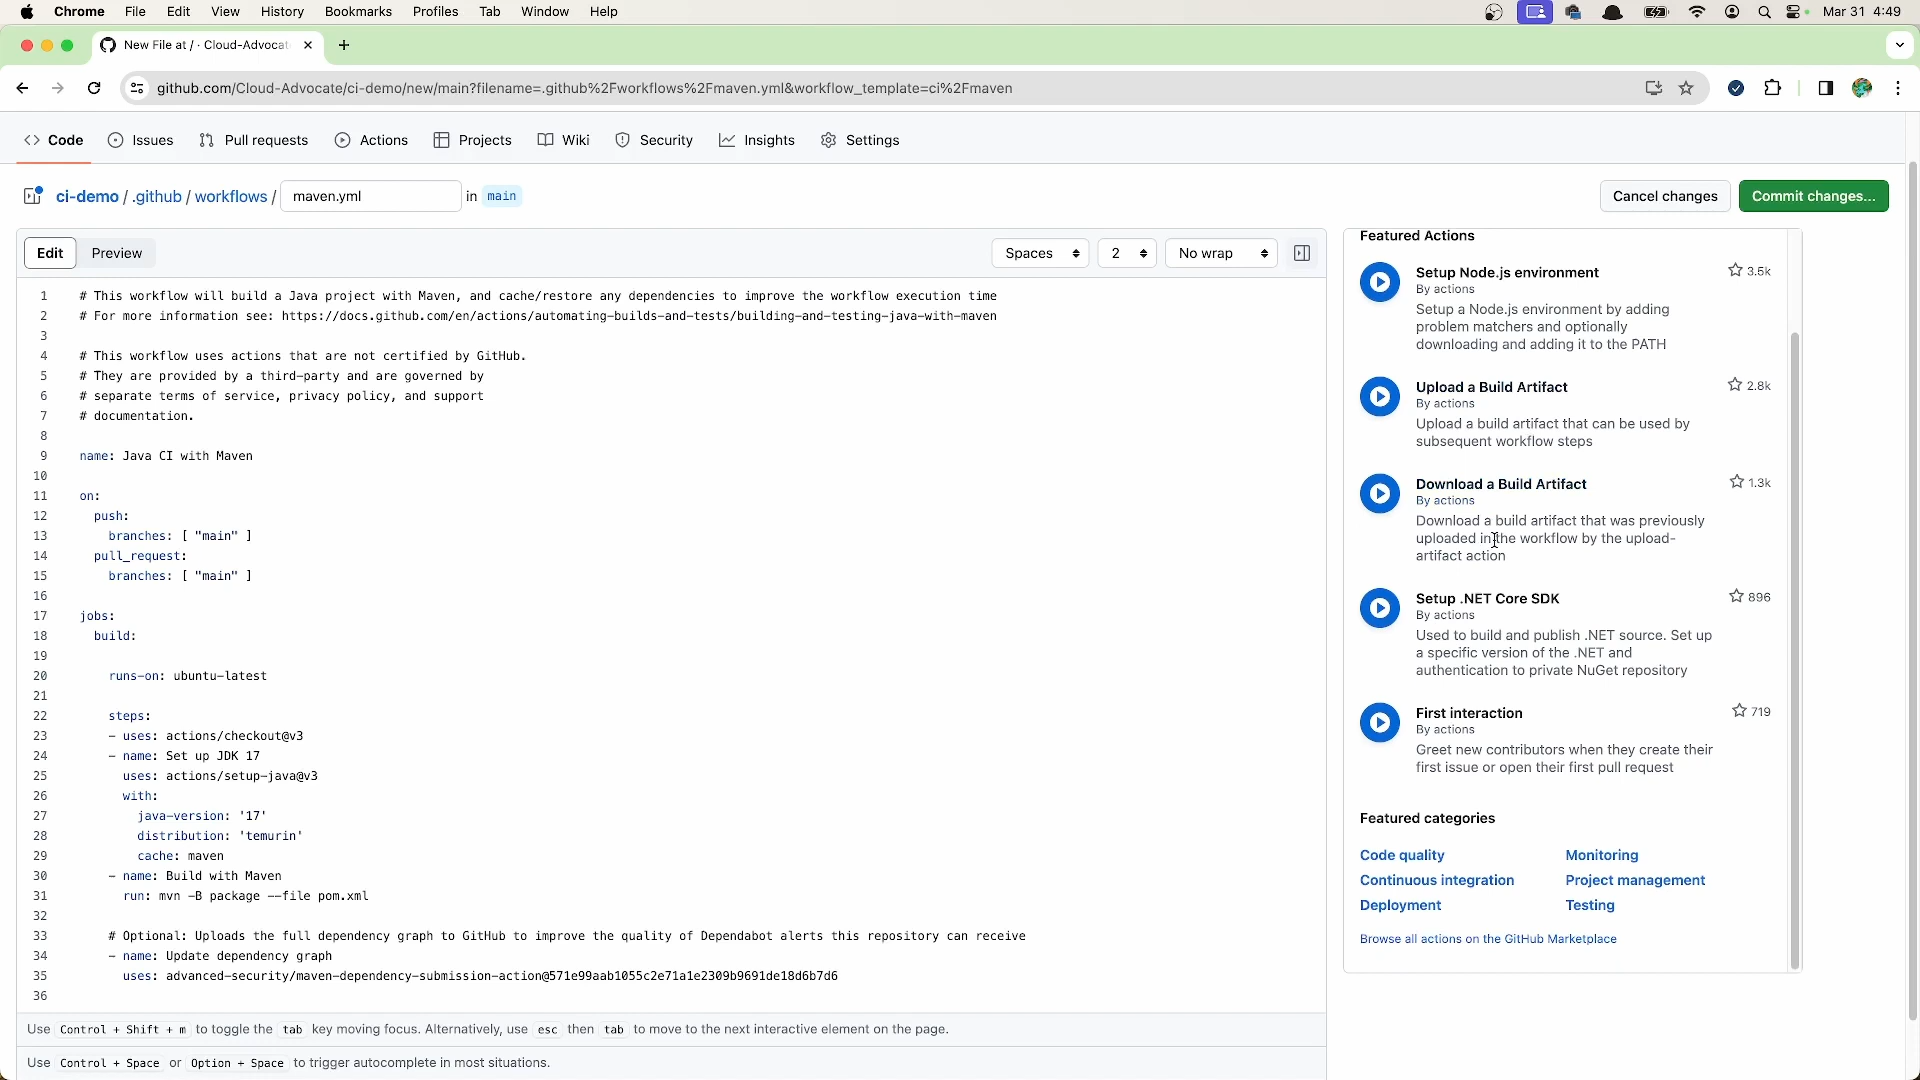 Chrome File Edit View History Bookmarks Profiles Tab Window Help Mar 31 4:49
New File at / · Cloud-Advocat
github.com/Cloud-Advocate/ci-demo/new/main?filename=.github%2Fworkflows%2Fmaven.yml&workflow_template=ci%2Fmaven
Code Issues Pull requests Actions Projects Wiki Security Insights Settings
ci-demo / .github / workflows / maven.yml in main Cancel changes Commit changes...
Edit Preview Spaces 2 No wrap
1 # This workflow will build a Java project with Maven, and cache/restore any dependencies to improve the workflow execution time
2 # For more information see: https://docs.github.com/en/actions/automating-builds-and-tests/building-and-testing-java-with-maven
3
4 # This workflow uses actions that are not certified by GitHub.
5 # They are provided by a third-party and are governed by
6 # separate terms of service, privacy policy, and support
7 # documentation.
8
9 name: Java CI with Maven
10
11 on:
12   push:
13     branches: [ "main" ]
14   pull_request:
15     branches: [ "main" ]
16
17 jobs:
18   build:
19
20     runs-on: ubuntu-latest
21
22     steps:
23     - uses: actions/checkout@v3
24     - name: Set up JDK 17
25       uses: actions/setup-java@v3
26       with:
27         java-version: '17'
28         distribution: 'temurin'
29         cache: maven
30     - name: Build with Maven
31       run: mvn -B package --file pom.xml
32
33     # Optional: Uploads the full dependency graph to GitHub to improve the quality of Dependabot alerts this repository can receive
34     - name: Update dependency graph
35       uses: advanced-security/maven-dependency-submission-action@571e99aab1055c2e71a1e2309b9691de18d6b7d6
36
Use Control + Shift + m to toggle the tab key moving focus. Alternatively, use esc then tab to move to the next interactive element on the page.
Use Control + Space or Option + Space to trigger autocomplete in most situations.
Featured Actions
Setup Node.js environment 3.5k
By actions
Setup a Node.js environment by adding
problem matchers and optionally
downloading and adding it to the PATH
Upload a Build Artifact 2.8k
By actions
Upload a build artifact that can be used by
subsequent workflow steps
Download a Build Artifact 1.3k
By actions
Download a build artifact that was previously
uploaded in the workflow by the upload-
artifact action
Setup .NET Core SDK 896
By actions
Used to build and publish .NET source. Set up
a specific version of the .NET and
authentication to private NuGet repository
First interaction 719
By actions
Greet new contributors when they create their
first issue or open their first pull request
Featured categories
Code quality Monitoring
Continuous integration Project management
Deployment Testing
Browse all actions on the GitHub Marketplace